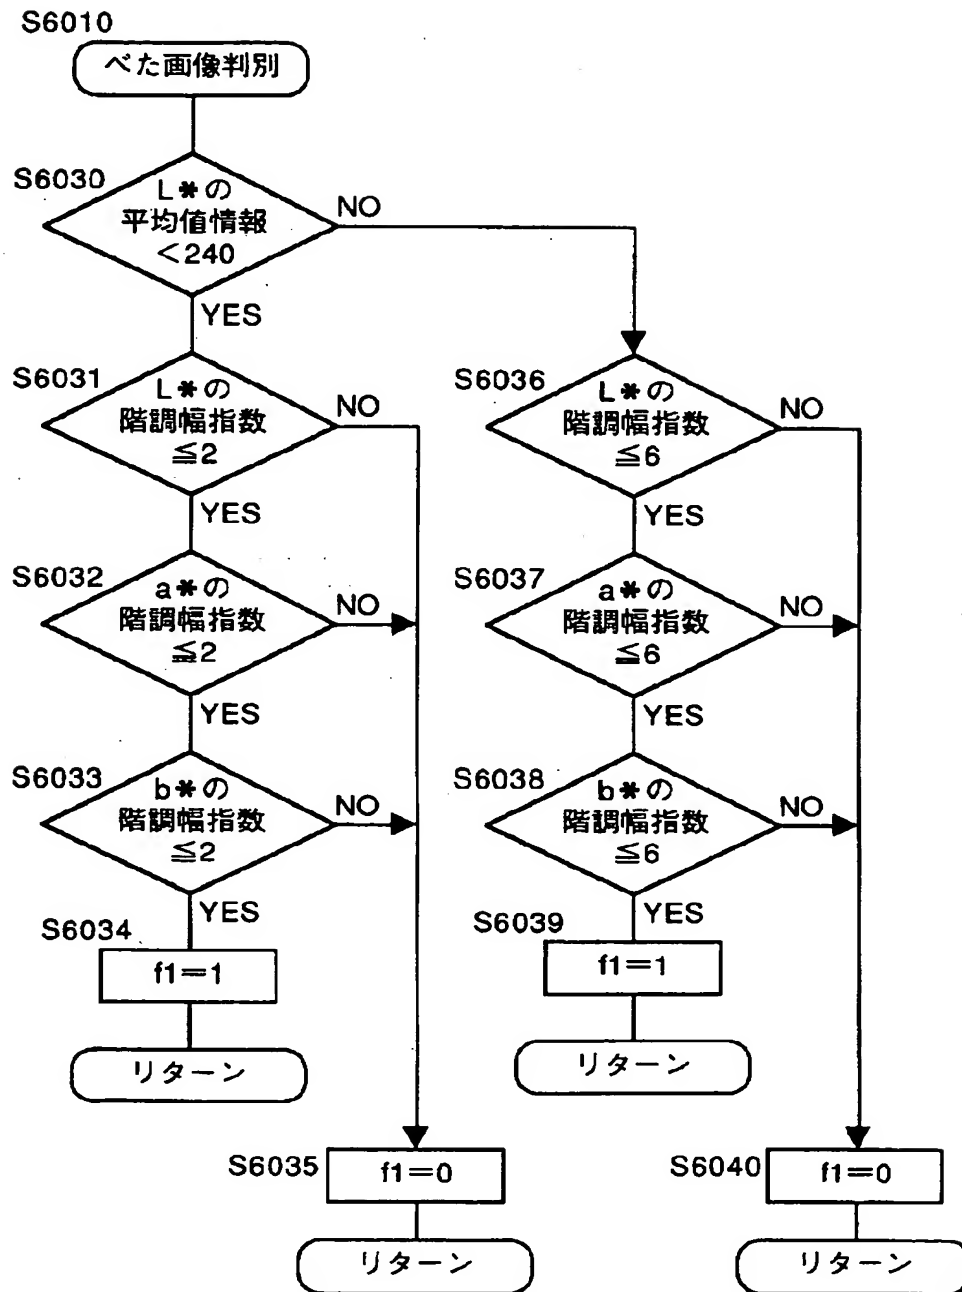 S6010
べた画像判別
S6030
L*の
平均値情報
<240
NO
YES
S6031
L*の
階調幅指数
≦2
NO
YES
S6032
a*の
階調幅指数
≦2
NO
YES
S6033
b*の
階調幅指数
≦2
NO
YES
S6034
f1=1
リターン
S6035
f1=0
リターン
S6036
L*の
階調幅指数
≦6
NO
YES
S6037
a*の
階調幅指数
≦6
NO
YES
S6038
b*の
階調幅指数
≦6
NO
YES
S6039
f1=1
リターン
S6040
f1=0
リターン